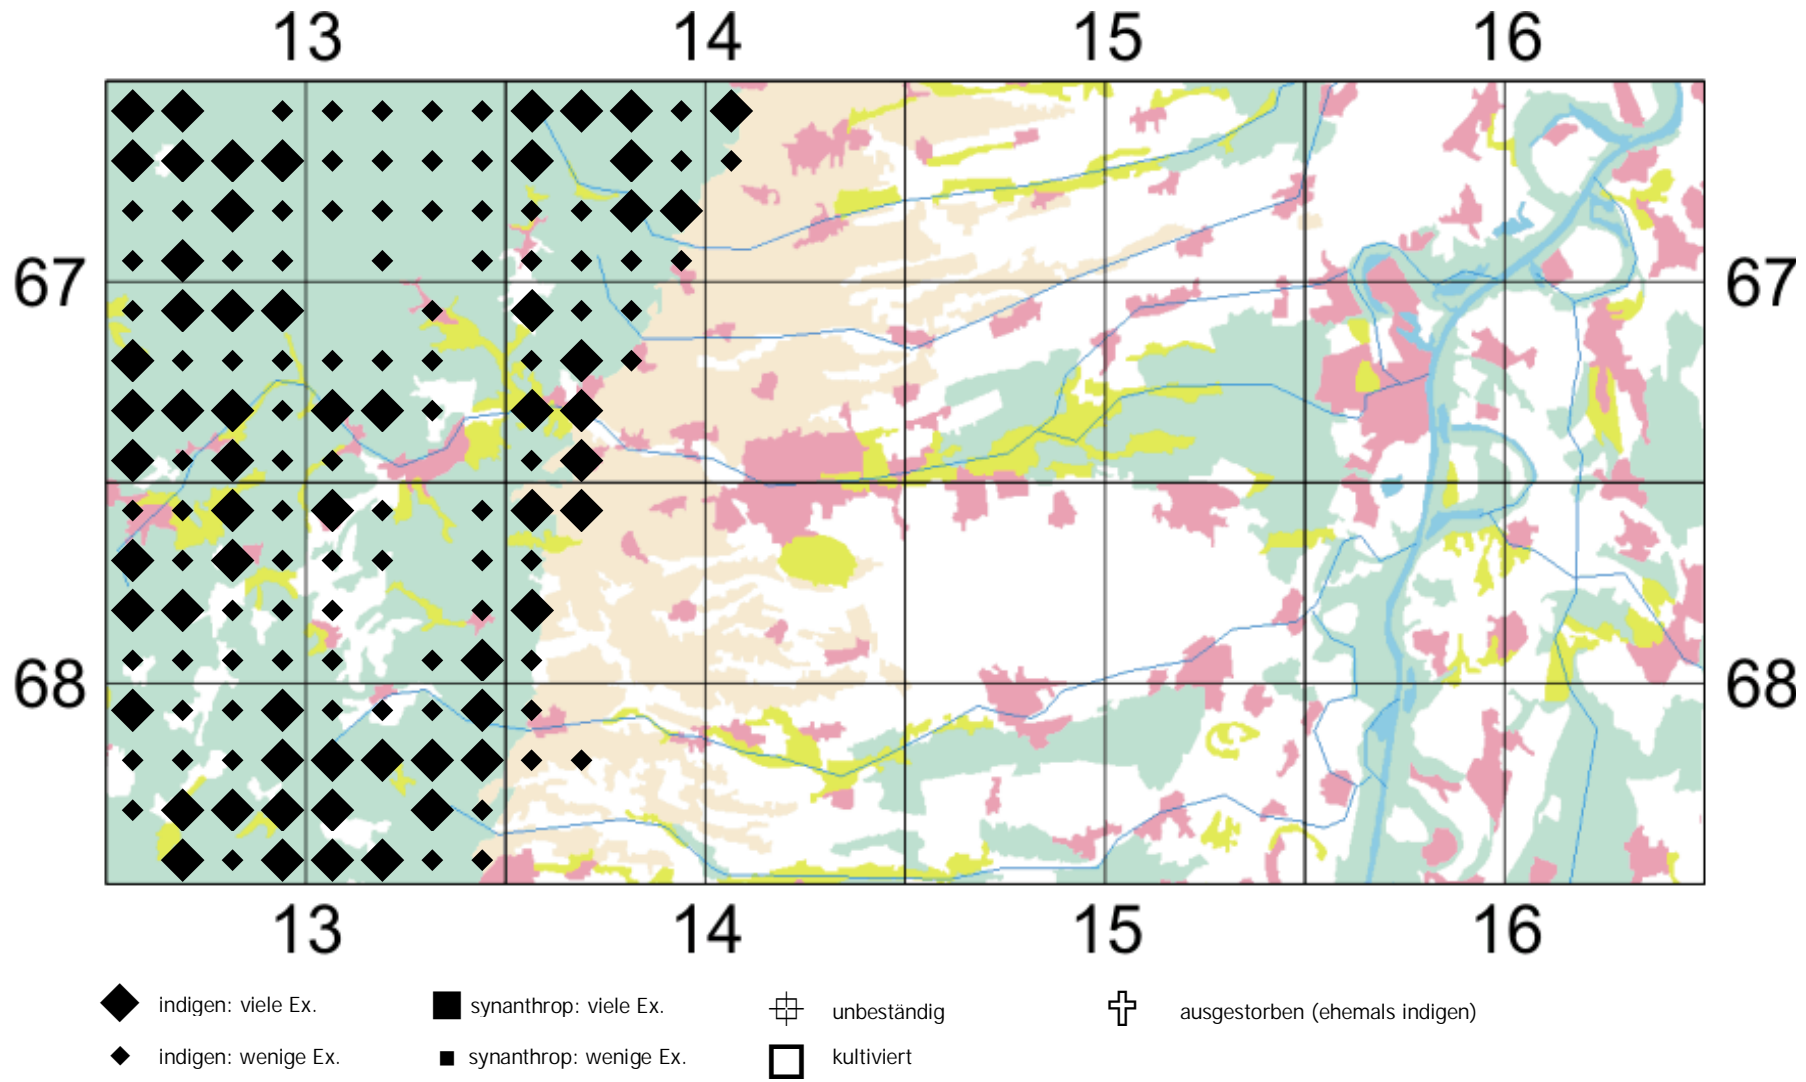 13 14 15 16
67 67
68 68
13 14 15 16
indigen: viele Ex. synanthrop: viele Ex. unbeständig ausgestorben (ehemals indigen)
indigen: wenige Ex. synanthrop: wenige Ex. kultiviert